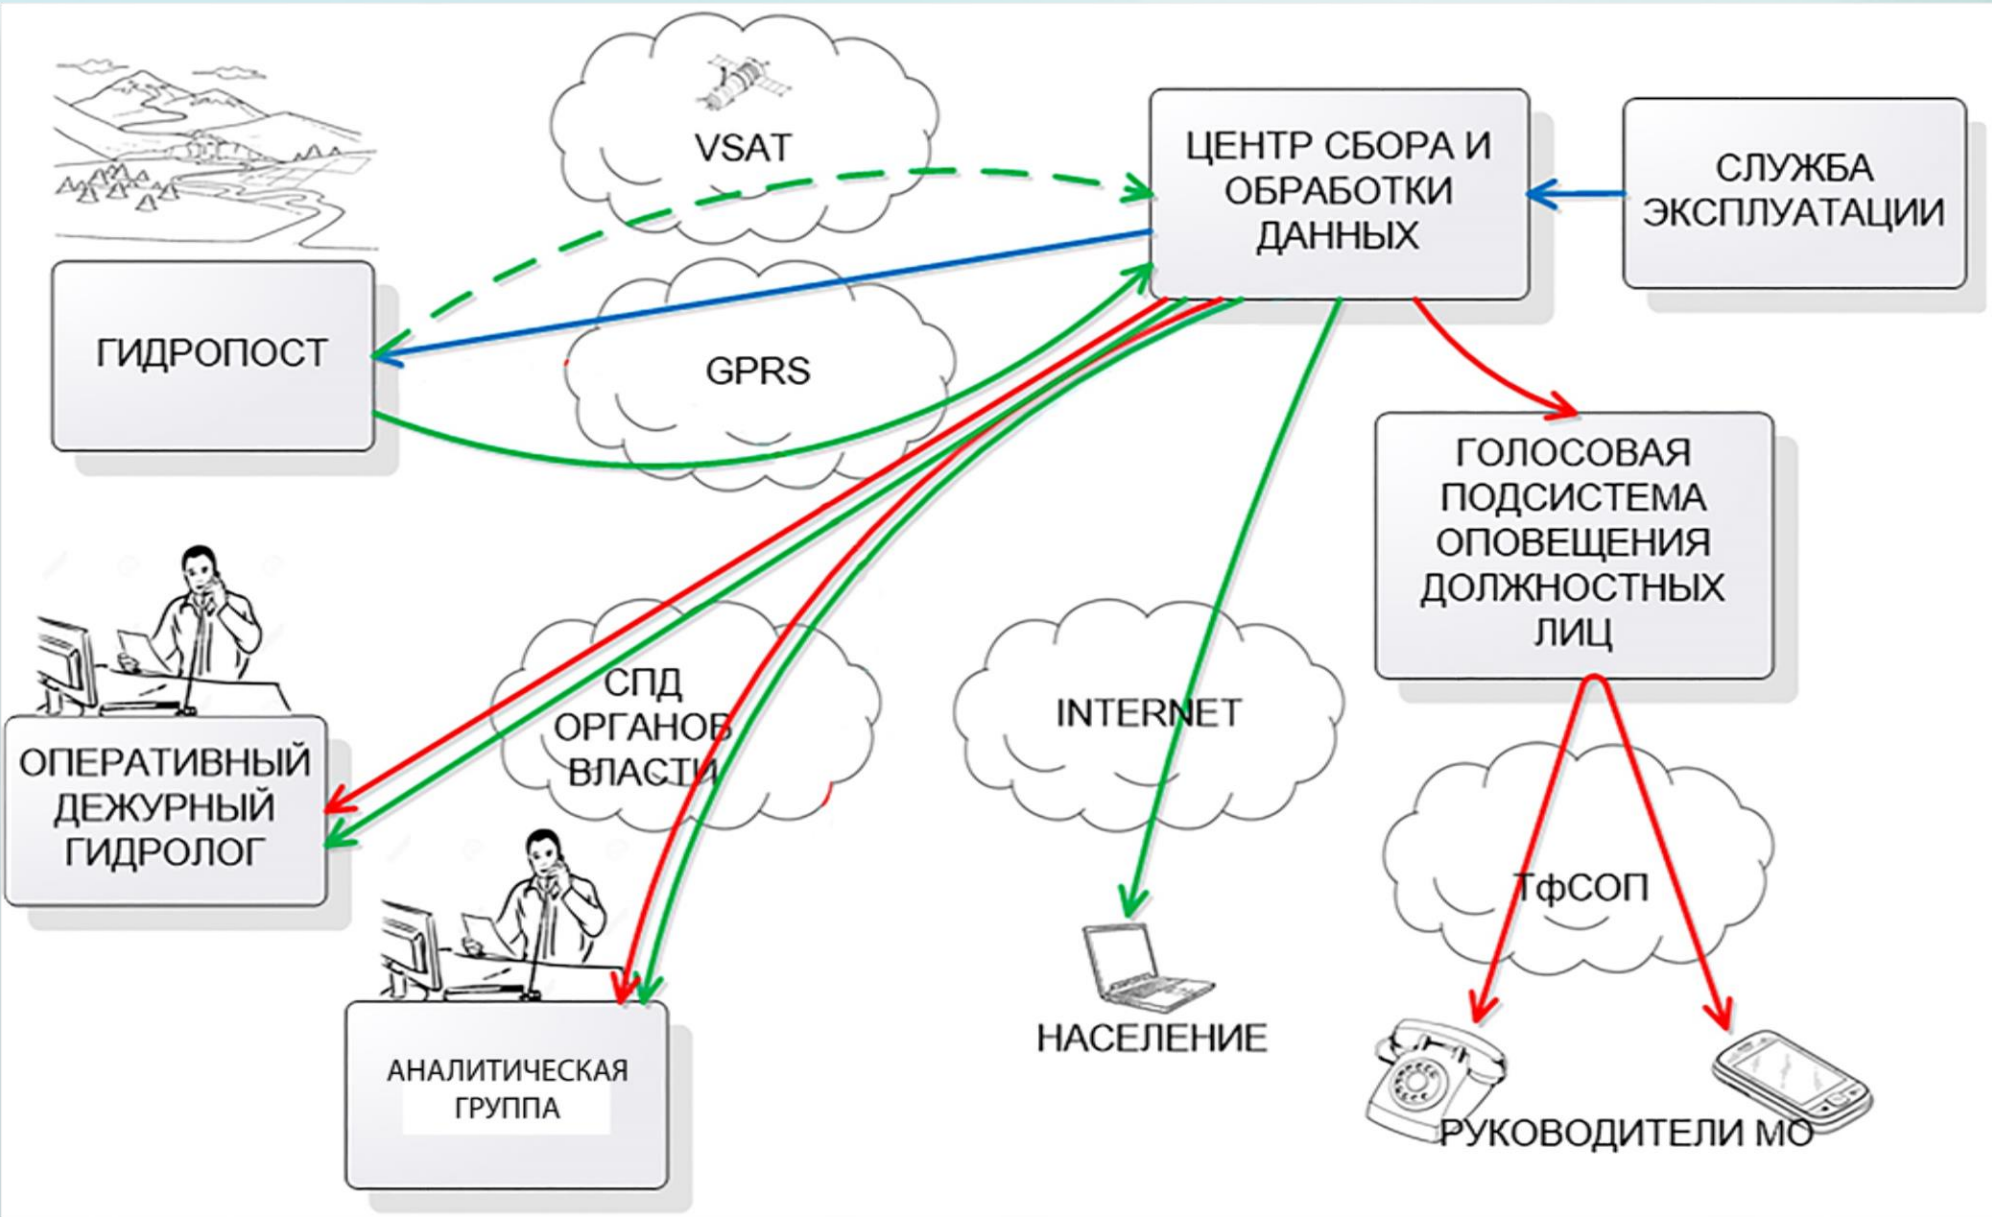 VSAT
ЦЕНТР СБОРА И
ОБРАБОТКИ
ДАННЫХ
СЛУЖБА
ЭКСПЛУАТАЦИИ
ГИДРОПОСТ
GPRS
ГОЛОСОВАЯ
ПОДСИСТЕМА
ОПОВЕЩЕНИЯ
ДОЛЖНОСТНЫХ
ЛИЦ
СПД
ОРГАНОВ
ВЛАСТИ
INTERNET
ОПЕРАТИВНЫЙ
ДЕЖУРНЫЙ
ГИДРОЛОГ
ТфСОП
НАСЕЛЕНИЕ
АНАЛИТИЧЕСКАЯ
ГРУППА
РУКОВОДИТЕЛИ МО